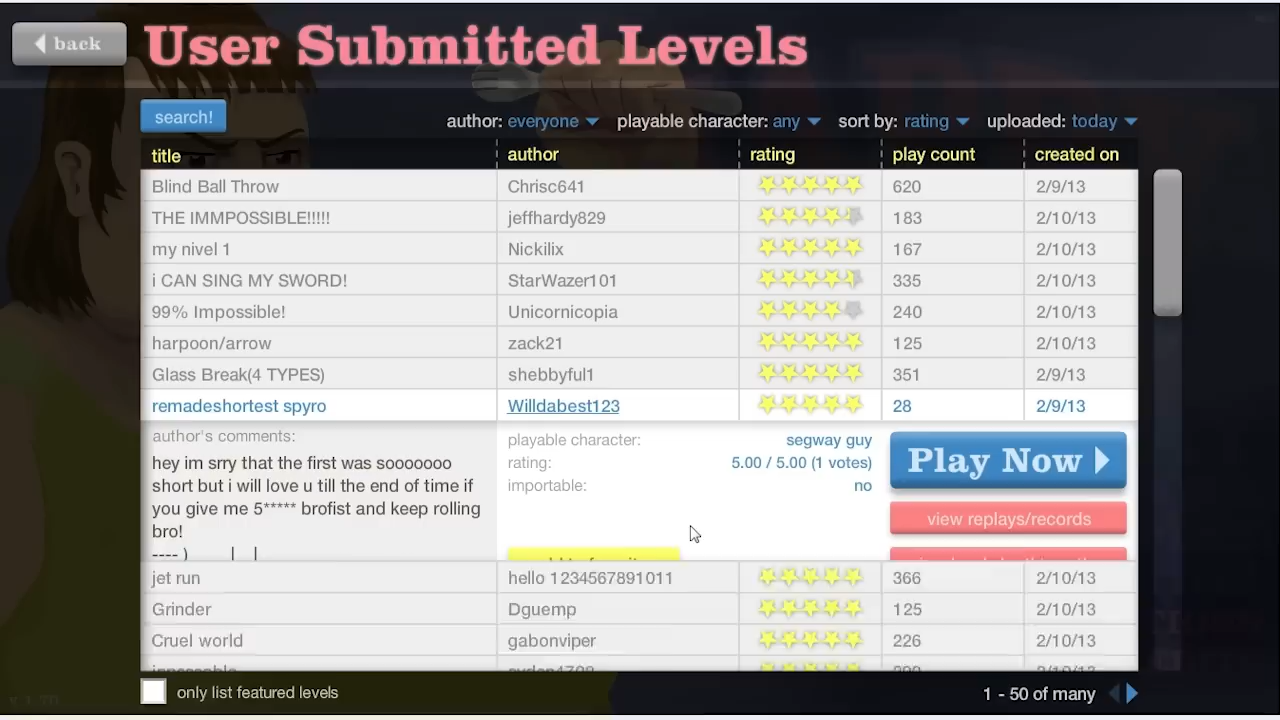 back
User Submitted Levels
search!
author: everyone playable character: any sort by: rating uploaded: today
title author rating play count created on
Blind Ball Throw Chrisc641 620 2/9/13
THE IMMPOSSIBLE!!!!! jeffhardy829 183 2/10/13
my nivel 1 Nickilix 167 2/10/13
i CAN SING MY SWORD! StarWazer101 335 2/10/13
99% Impossible! Unicornicopia 240 2/10/13
harpoon/arrow zack21 125 2/10/13
Glass Break(4 TYPES) shebbyful1 351 2/9/13
remadeshortest spyro Willdabest123 28 2/9/13
author's comments:
hey im srry that the first was sooooooo
short but i will love u till the end of time if
you give me 5***** brofist and keep rolling
bro!
---- ) | |
playable character: segway guy
rating: 5.00 / 5.00 (1 votes)
importable: no
Play Now
view replays/records
jet run hello 1234567891011 366 2/10/13
Grinder Dguemp 125 2/10/13
Cruel world gabonviper 226 2/10/13
only list featured levels
1 - 50 of many